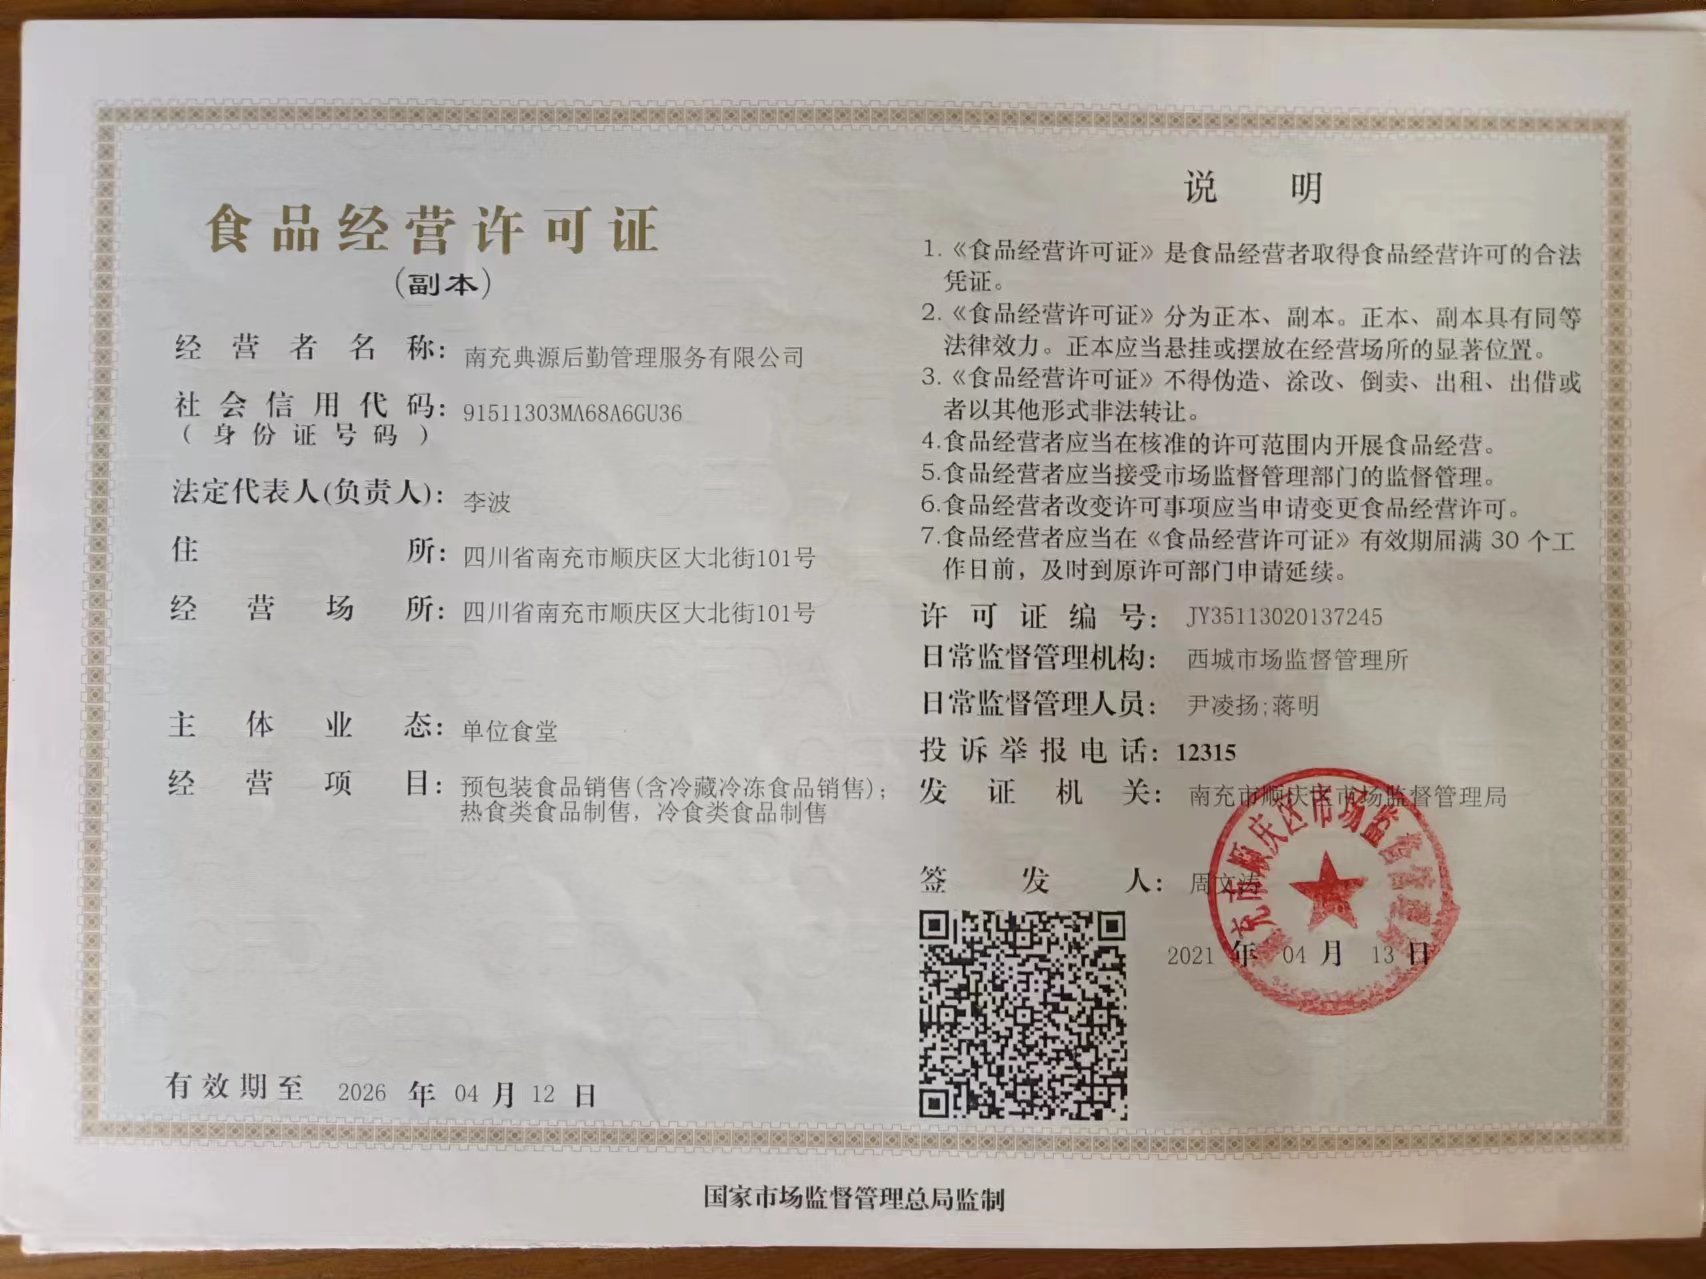 食品经营许可证
（副本）
经营者名称：南充典源后勤管理服务有限公司
社会信用代码：91511303MA68A6GU36
（身份证号码）
法定代表人(负责人)：李波
住所：四川省南充市顺庆区大北街101号
经营场所：四川省南充市顺庆区大北街101号
主体业态：单位食堂
经营项目：预包装食品销售(含冷藏冷冻食品销售)；
热食类食品制售，冷食类食品制售
有效期至 2026 年 04 月 12 日
说 明
1.《食品经营许可证》是食品经营者取得食品经营许可的合法
凭证。
2.《食品经营许可证》分为正本、副本。正本、副本具有同等
法律效力。正本应当悬挂或摆放在经营场所的显著位置。
3.《食品经营许可证》不得伪造、涂改、倒卖、出租、出借或
者以其他形式非法转让。
4.食品经营者应当在核准的许可范围内开展食品经营。
5.食品经营者应当接受市场监督管理部门的监督管理。
6.食品经营者改变许可事项应当申请变更食品经营许可。
7.食品经营者应当在《食品经营许可证》有效期届满 30 个工
作日前，及时到原许可部门申请延续。
许可证编号：JY35113020137245
日常监督管理机构：西城市场监督管理所
日常监督管理人员：尹凌扬;蒋明
投诉举报电话：12315
发证机关：南充市顺庆区市场监督管理局
签发人：周文涛
2021 年 04 月 13 日
充市顺庆区市场监督管理
国家市场监督管理总局监制